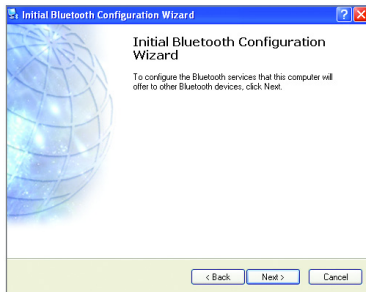 Initial Bluetooth Configuration Wizard
Initial Bluetooth Configuration
Wizard
To configure the Bluetooth services that this computer will
offer to other Bluetooth devices, click Next.
< Back Next > Cancel